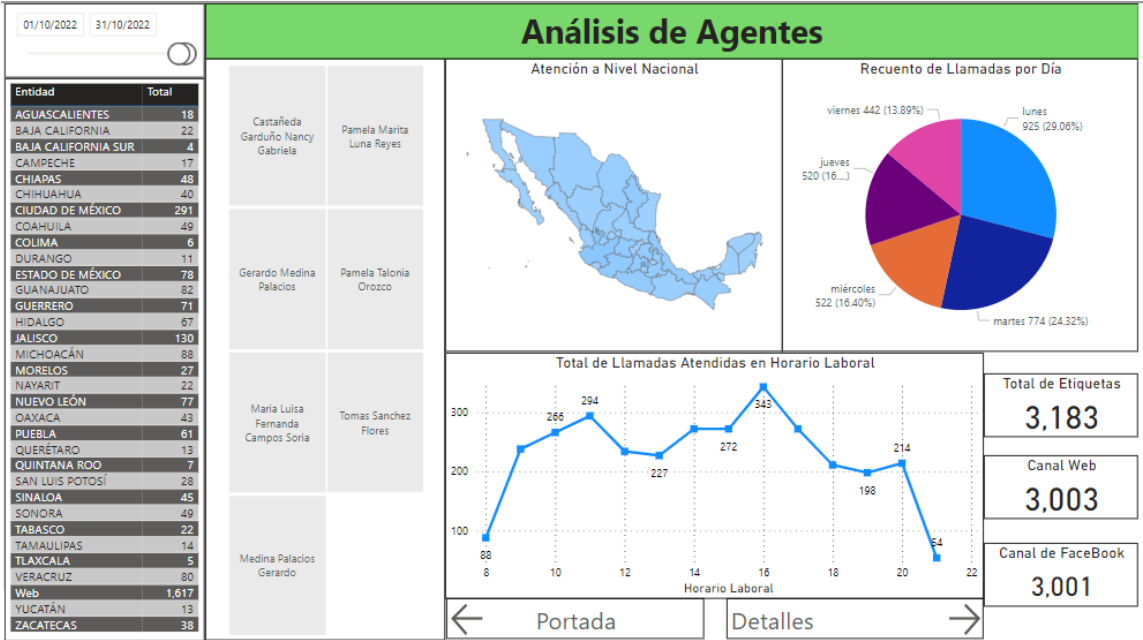 01/10/2022 31/10/2022
Análisis de Agentes
Entidad Total
AGUASCALIENTES 18
BAJA CALIFORNIA 22
BAJA CALIFORNIA SUR 4
CAMPECHE 17
CHIAPAS 48
CHIHUAHUA 40
CIUDAD DE MÉXICO 291
COAHUILA 49
COLIMA 6
DURANGO 11
ESTADO DE MÉXICO 78
GUANAJUATO 82
GUERRERO 71
HIDALGO 67
JALISCO 130
MICHOACÁN 88
MORELOS 27
NAYARIT 22
NUEVO LEÓN 77
OAXACA 43
PUEBLA 61
QUERÉTARO 13
QUINTANA ROO 7
SAN LUIS POTOSÍ 28
SINALOA 45
SONORA 49
TABASCO 22
TAMAULIPAS 14
TLAXCALA 5
VERACRUZ 80
Web 1,617
YUCATÁN 13
ZACATECAS 38
Castañeda
Garduño Nancy
Gabriela
Pamela Marita
Luna Reyes
Gerardo Medina
Palacios
Pamela Talonia
Orozco
Maria Luisa
Fernanda
Campos Soria
Tomas Sanchez
Flores
Medina Palacios
Gerardo
Atención a Nivel Nacional
Recuento de Llamadas por Día
viernes 442 (13.89%)
lunes
925 (29.06%)
jueves
520 (16....)
miércoles
522 (16.40%)
martes 774 (24.32%)
Total de Llamadas Atendidas en Horario Laboral
300
200
100
88
266
294
227
272
343
198
214
54
8 10 12 14 16 18 20 22
Horario Laboral
Total de Etiquetas
3,183
Canal Web
3,003
Canal de FaceBook
3,001
Portada
Detalles